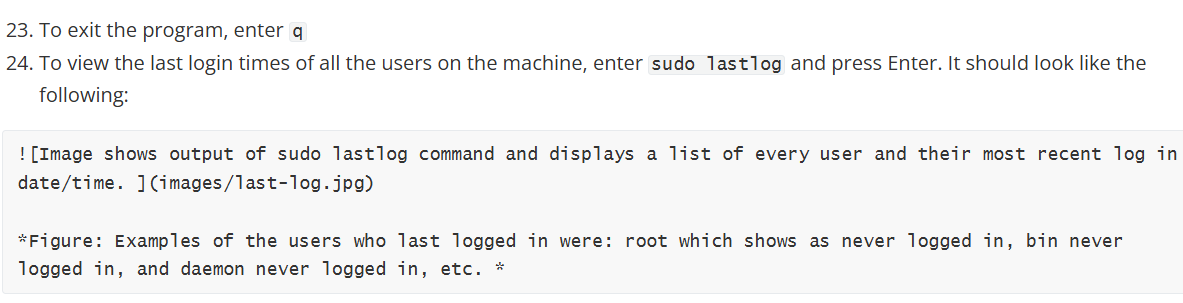 23. To exit the program, enter q
24. To view the last login times of all the users on the machine, enter sudo lastlog and press Enter. It should look like the
following:
![Image shows output of sudo lastlog command and displays a list of every user and their most recent log in
date/time. ](images/last-log.jpg)
*Figure: Examples of the users who last logged in were: root which shows as never logged in, bin never
logged in, and daemon never logged in, etc. *